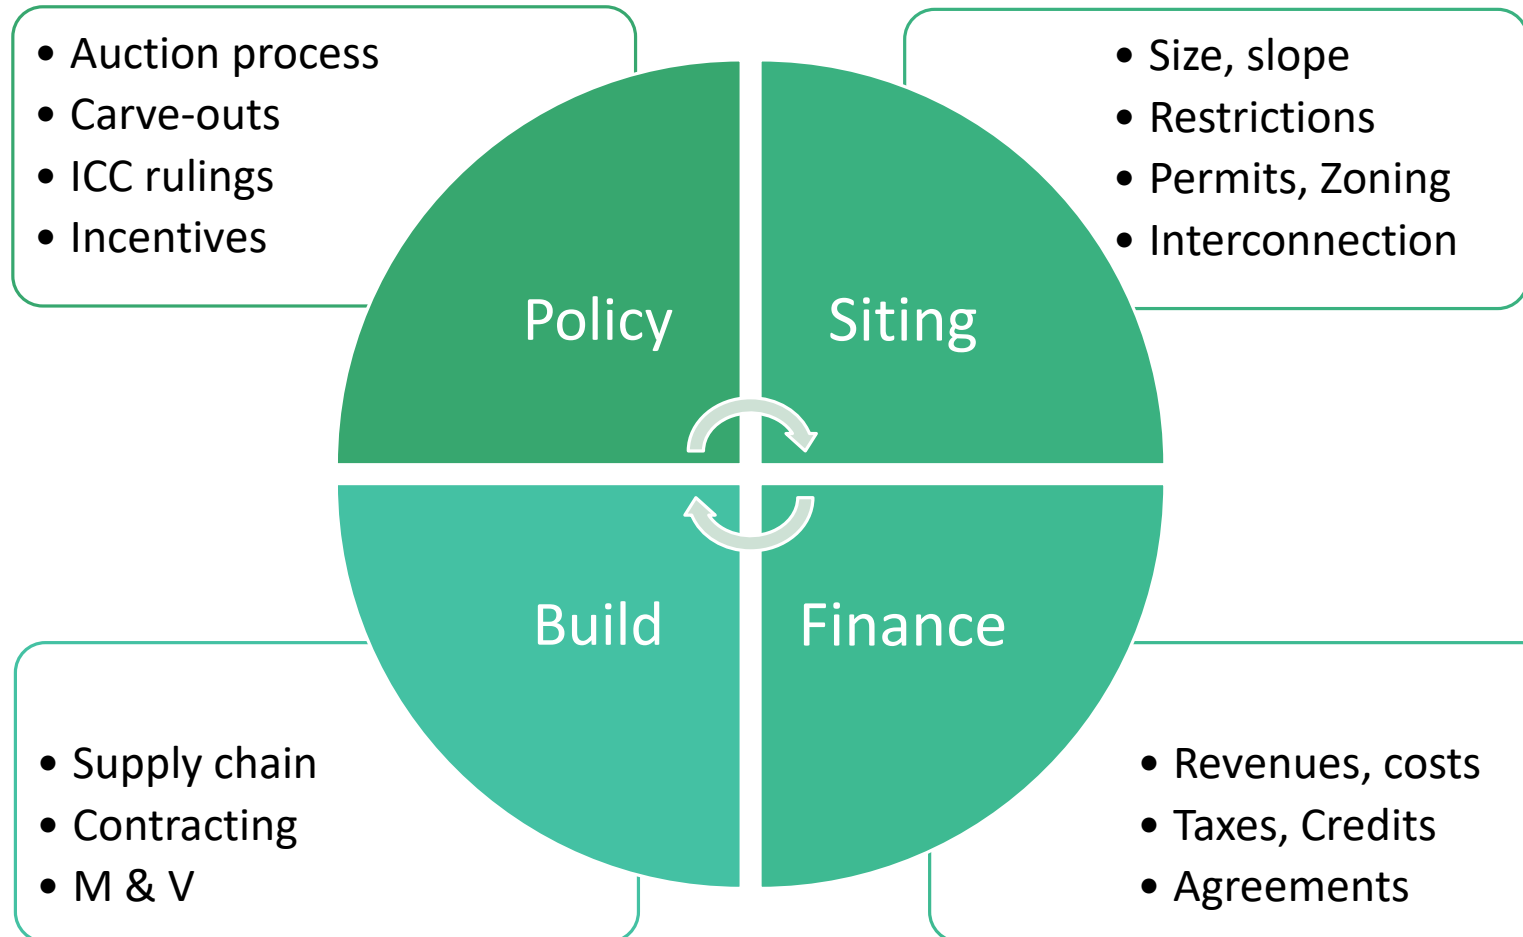 • Auction process
• Carve-outs
• ICC rulings
• Incentives
• Size, slope
• Restrictions
• Permits, Zoning
• Interconnection
Policy
Siting
Build
Finance
• Supply chain
• Contracting
• M & V
• Revenues, costs
• Taxes, Credits
• Agreements